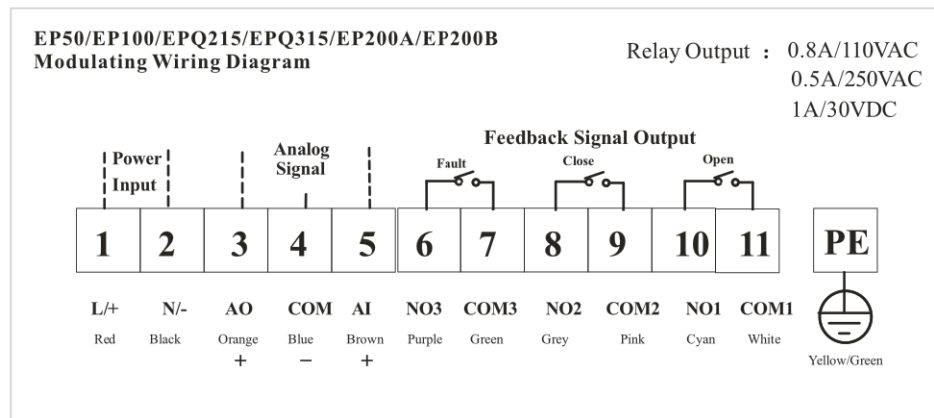 EP50/EP100/EPQ215/EPQ315/EP200A/EP200B
Modulating Wiring Diagram
Relay Output : 0.8A/110VAC
0.5A/250VAC
1A/30VDC
Feedback Signal Output
Power
Input
Analog
Signal
Fault
Close
Open
1 2 3 4 5 6 7 8 9 10 11 PE
L/+ N/- AO COM AI NO3 COM3 NO2 COM2 NO1 COM1
Red Black Orange Blue Brown Purple Green Grey Pink Cyan White
Yellow/Green
+ − +